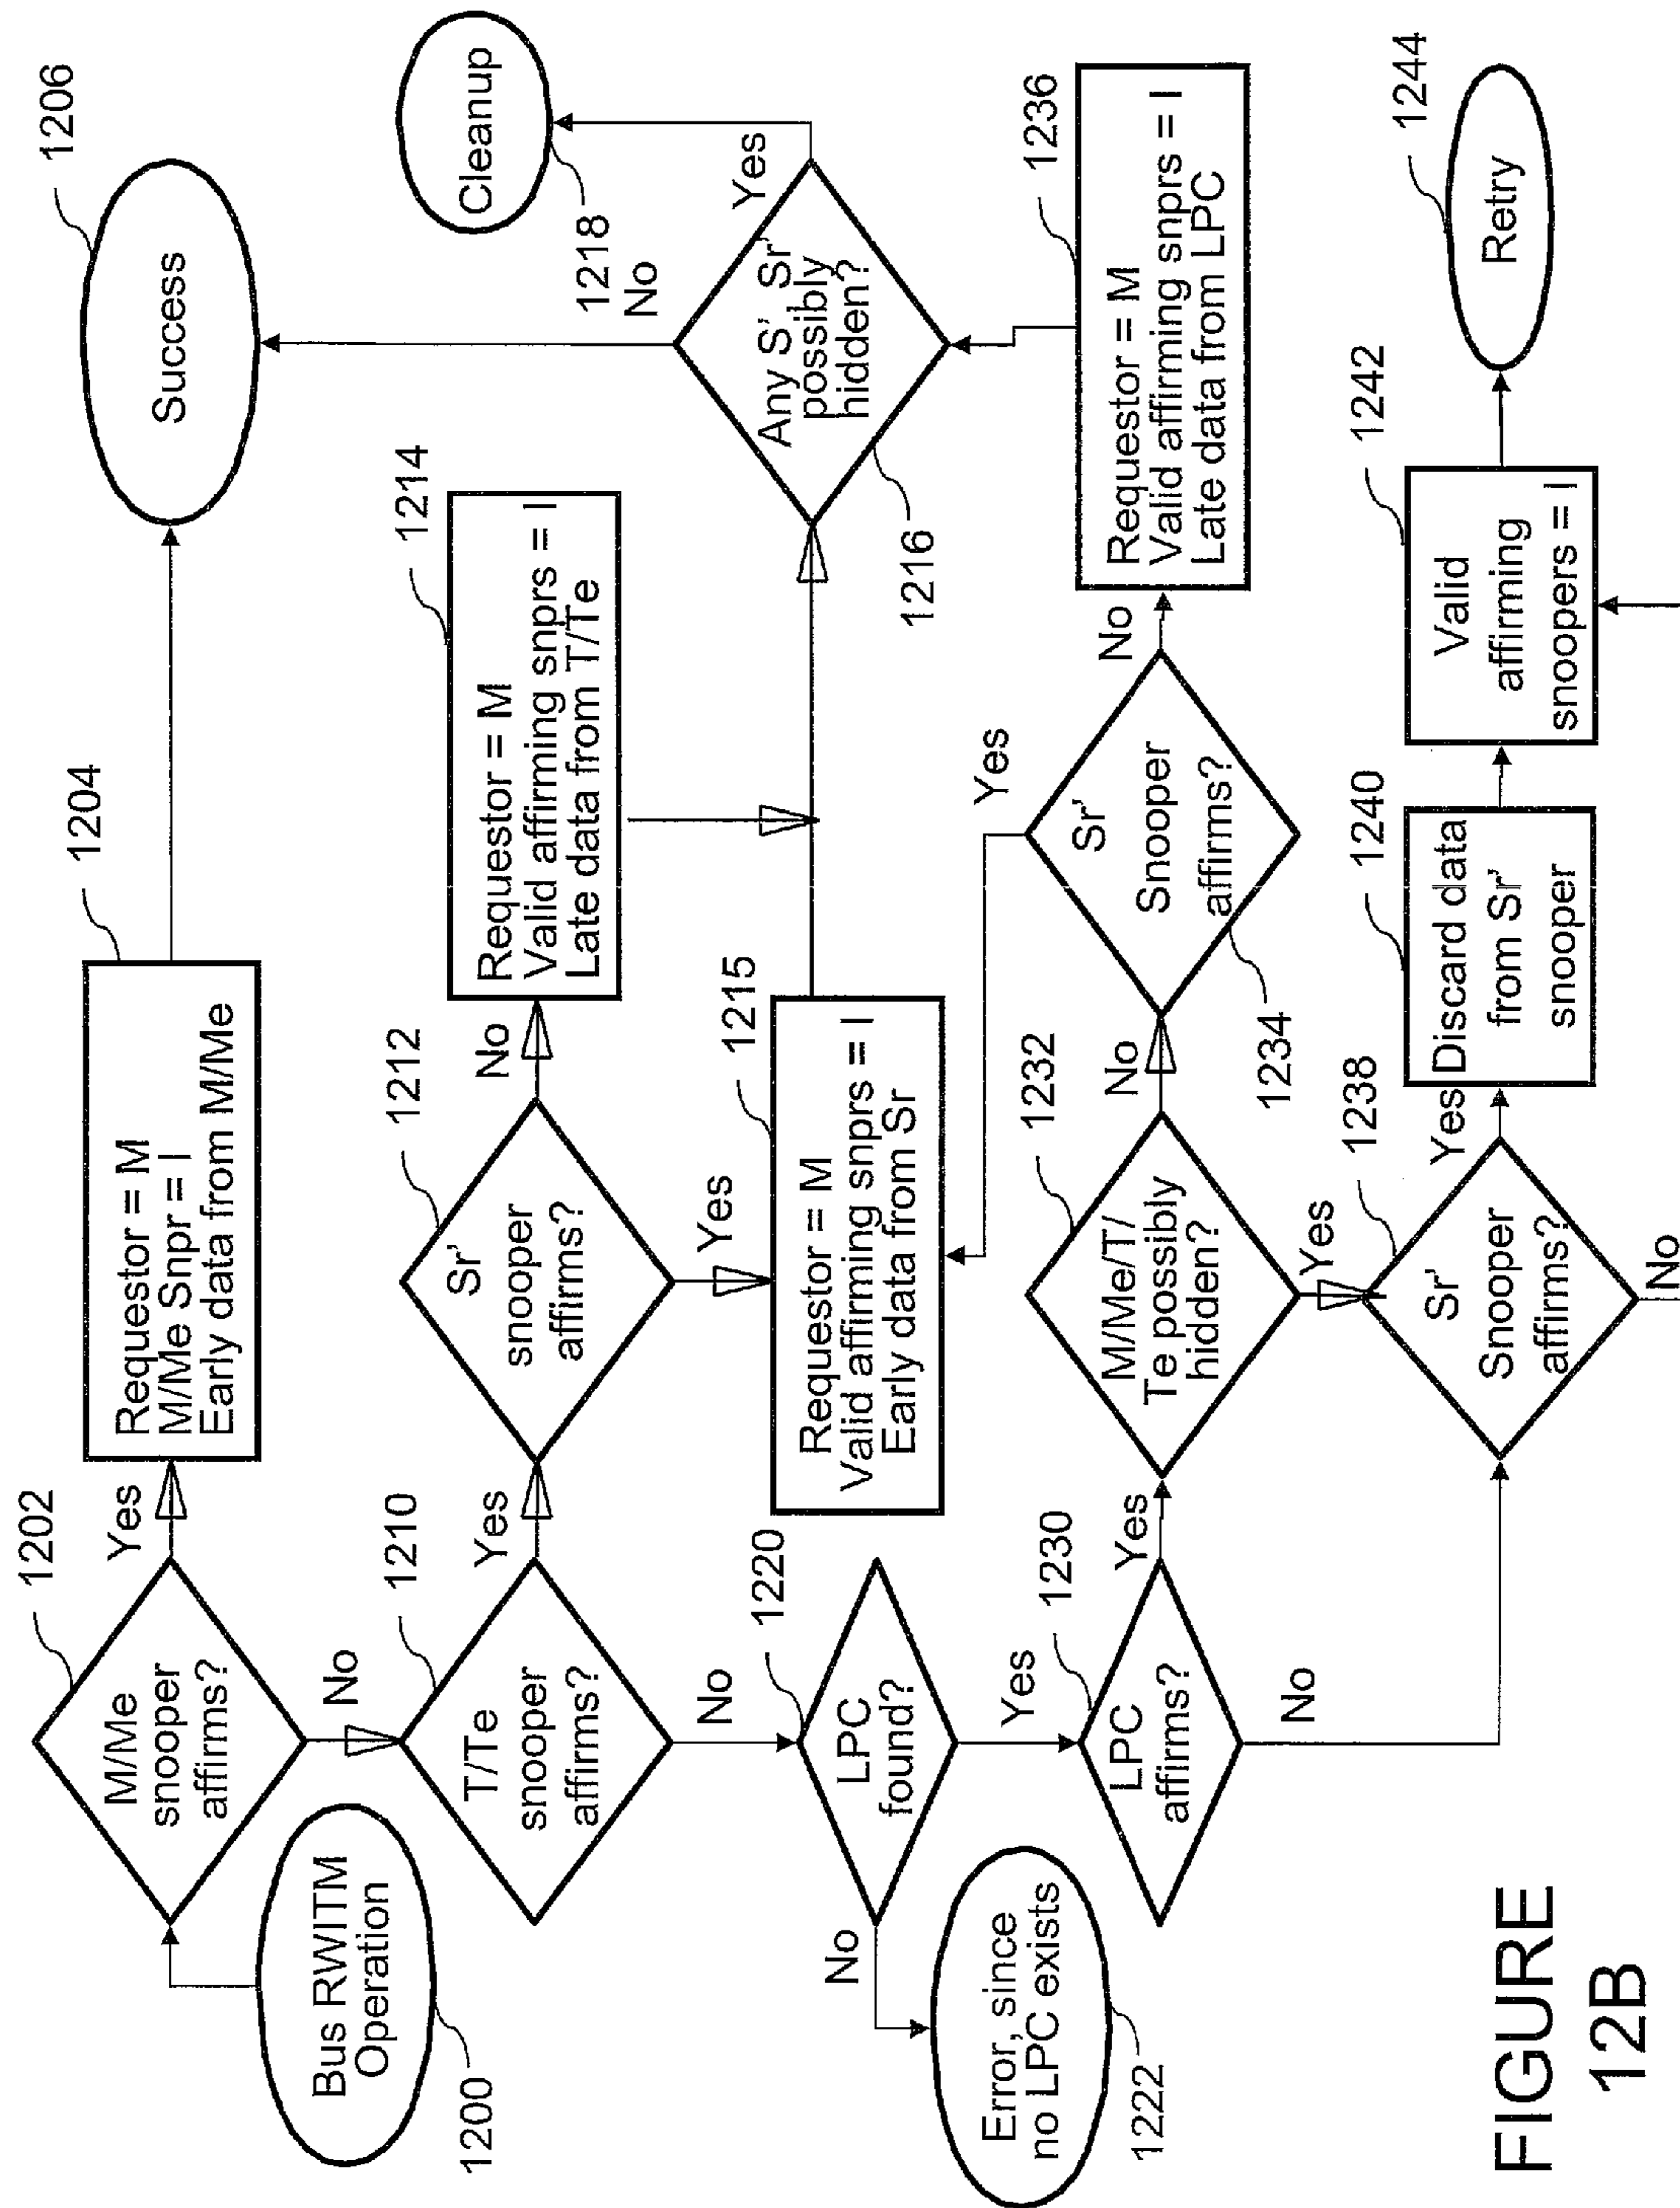 1200
Bus RWITM
Operation
1202
M/Me
snooper
affirms?
Yes
No
1204
Requestor = M
M/Me Snpr = I
Early data from M/Me
1206
Success
1210
T/Te
snooper
affirms?
Yes
No
1212
Sr'
snooper
affirms?
No
Yes
1214
Requestor = M
Valid affirming snprs = I
Late data from T/Te
1215
Requestor = M
Valid affirming snprs = I
Early data from Sr
1216
Any S' Sr'
possibly
hidden?
No
Yes
1218
Cleanup
1220
LPC
found?
No
Yes
1222
Error, since
no LPC exists
1230
LPC
affirms?
Yes
No
1232
M/Me/T/
Te possibly
hidden?
No
Yes
1234
Sr'
Snooper
affirms?
Yes
No
1236
Requestor = M
Valid affirming snprs = I
Late data from LPC
1238
Sr'
Snooper
affirms?
Yes
No
1240
Discard data
from Sr'
snooper
1242
Valid
affirming
snoopers = I
1244
Retry
FIGURE
12B